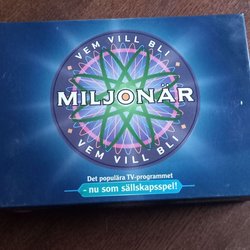 VEM VILL BLI
MILJONÄR
VEM VILL BLI
Det populära TV-programmet
- nu som sällskapsspel!